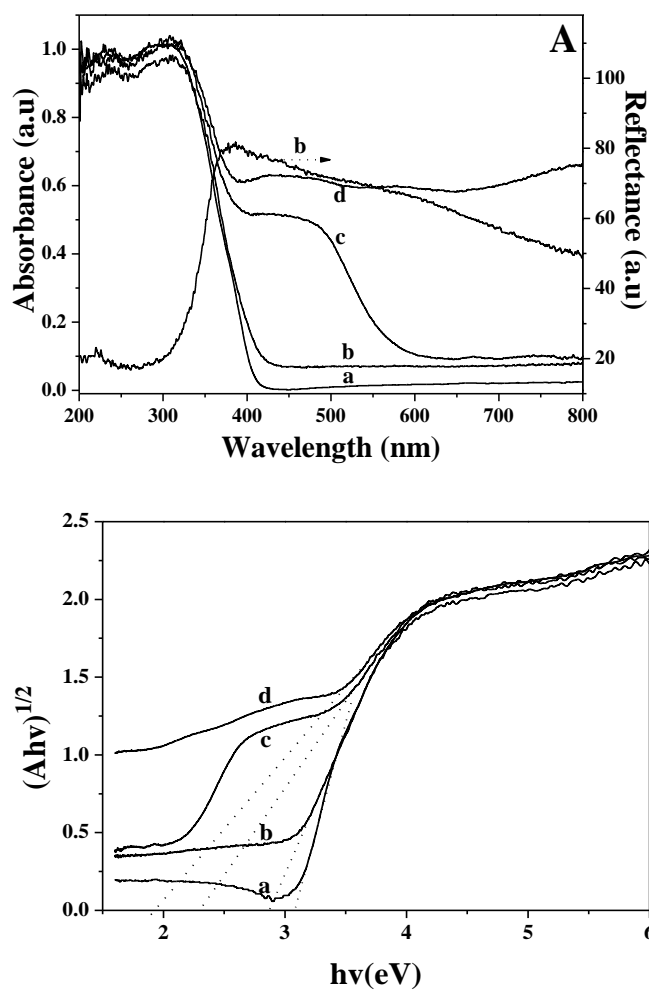 A
1.0
0.8
0.6
0.4
0.2
0.0
Absorbance (a.u)
100
80
60
40
20
Reflectance (a.u)
b
d
c
b
a
200 300 400 500 600 700 800
Wavelength (nm)
2.5
2.0
1.5
1.0
0.5
0.0
(Ahν)1/2
d
c
b
a
2 3 4 5 6
hν(eV)